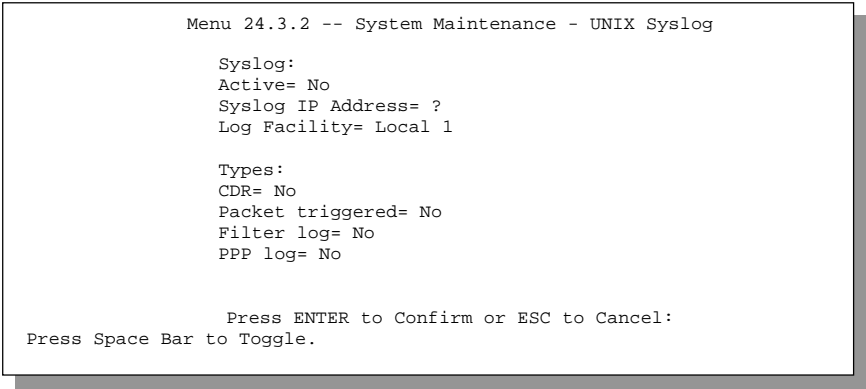 Menu 24.3.2 -- System Maintenance - UNIX Syslog
Syslog:
Active= No
Syslog IP Address= ?
Log Facility= Local 1
Types:
CDR= No
Packet triggered= No
Filter log= No
PPP log= No
Press ENTER to Confirm or ESC to Cancel:
Press Space Bar to Toggle.